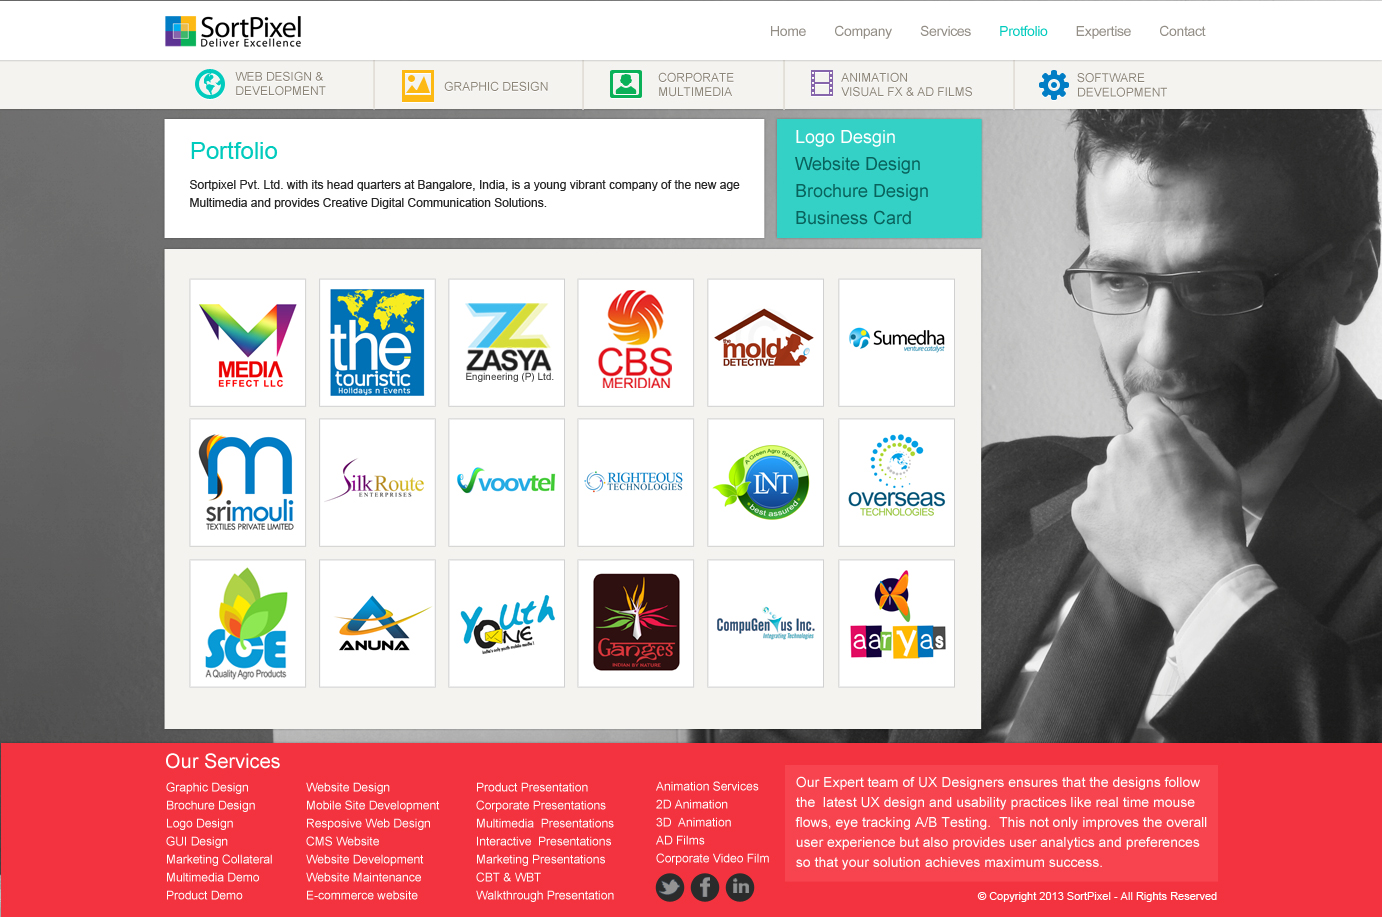 SortPixel
Deliver Excellence
Home Company Services Protfolio Expertise Contact
WEB DESIGN &
DEVELOPMENT
GRAPHIC DESIGN
CORPORATE
MULTIMEDIA
ANIMATION
VISUAL FX & AD FILMS
SOFTWARE
DEVELOPMENT
Portfolio
Sortpixel Pvt. Ltd. with its head quarters at Bangalore, India, is a young vibrant company of the new age
Multimedia and provides Creative Digital Communication Solutions.
Logo Desgin
Website Design
Brochure Design
Business Card
MEDIA
EFFECT LLC
the
touristic
Holidays n Events
ZASYA
Engineering (P) Ltd.
CBS
MERIDIAN
the
mold
DETECTIVE
Sumedha
venture catalyst
m
srimouli
TEXTILES PRIVATE LIMITED
Silk Route
ENTERPRISES
voovtel
RIGHTEOUS
TECHNOLOGIES
A Green Agro Sprayers
LNT
best assured
overseas
TECHNOLOGIES
SGE
A Quality Agro Products
ANUNA
Youth
ONE
India's only youth mobile media !
Ganges
INDIAN BY NATURE
CompuGenius Inc.
Integrating Technologies
aaryas
Our Services
Graphic Design
Brochure Design
Logo Design
GUI Design
Marketing Collateral
Multimedia Demo
Product Demo
Website Design
Mobile Site Development
Resposive Web Design
CMS Website
Website Development
Website Maintenance
E-commerce website
Product Presentation
Corporate Presentations
Multimedia Presentations
Interactive Presentations
Marketing Presentations
CBT & WBT
Walkthrough Presentation
Animation Services
2D Animation
3D Animation
AD Films
Corporate Video Film
Our Expert team of UX Designers ensures that the designs follow
the latest UX design and usability practices like real time mouse
flows, eye tracking A/B Testing. This not only improves the overall
user experience but also provides user analytics and preferences
so that your solution achieves maximum success.
© Copyright 2013 SortPixel - All Rights Reserved